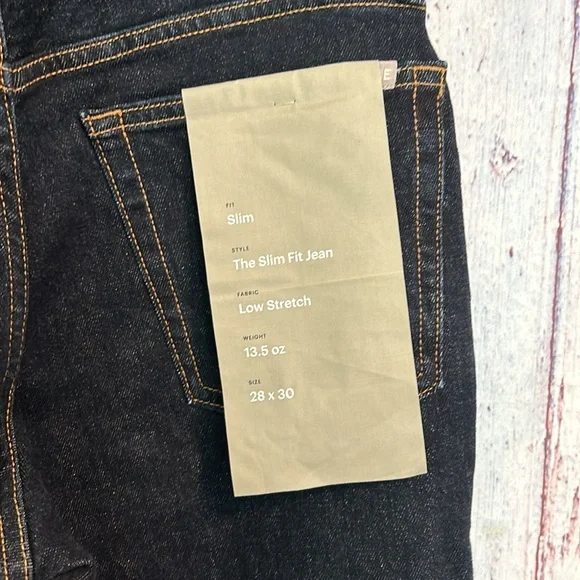 E
FIT
Slim
STYLE
The Slim Fit Jean
FABRIC
Low Stretch
WEIGHT
13.5 oz
SIZE
28 x 30